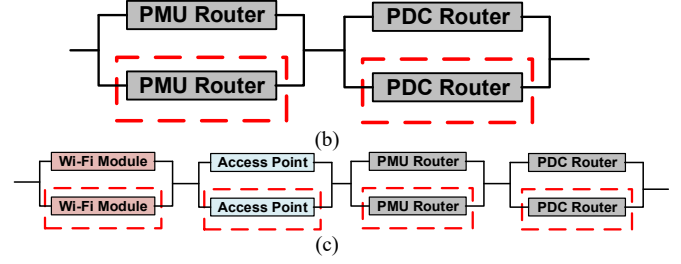 PMU Router PDC Router
PMU Router PDC Router
(b)
Wi-Fi Module Access Point PMU Router PDC Router
Wi-Fi Module Access Point PMU Router PDC Router
(c)